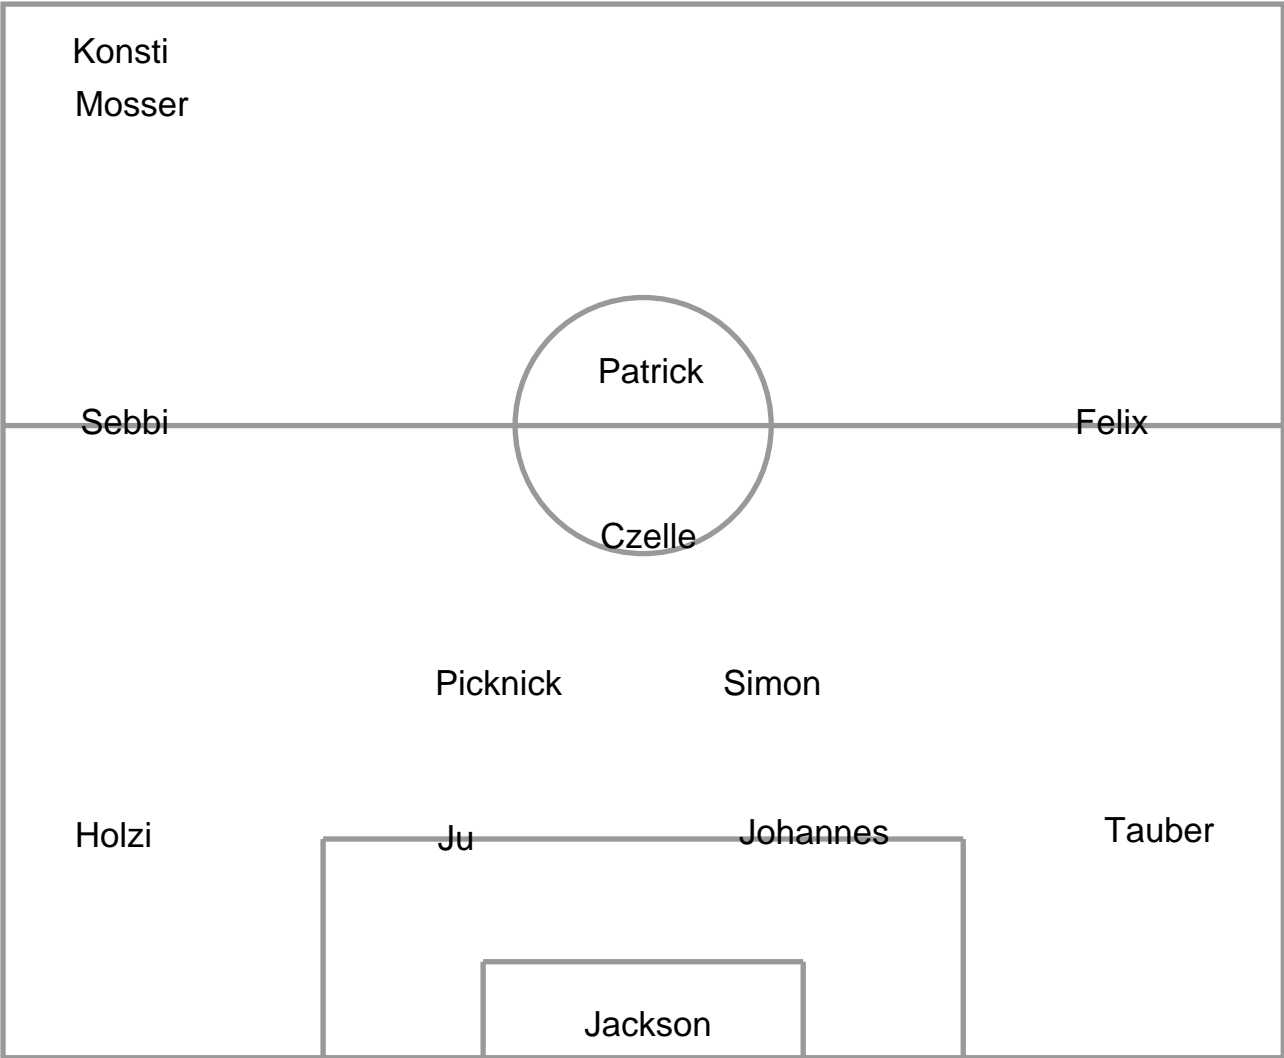 Konsti
Mosser
Patrick
Sebbi
Felix
Czelle
Picknick
Simon
Holzi
Ju
Johannes
Tauber
Jackson